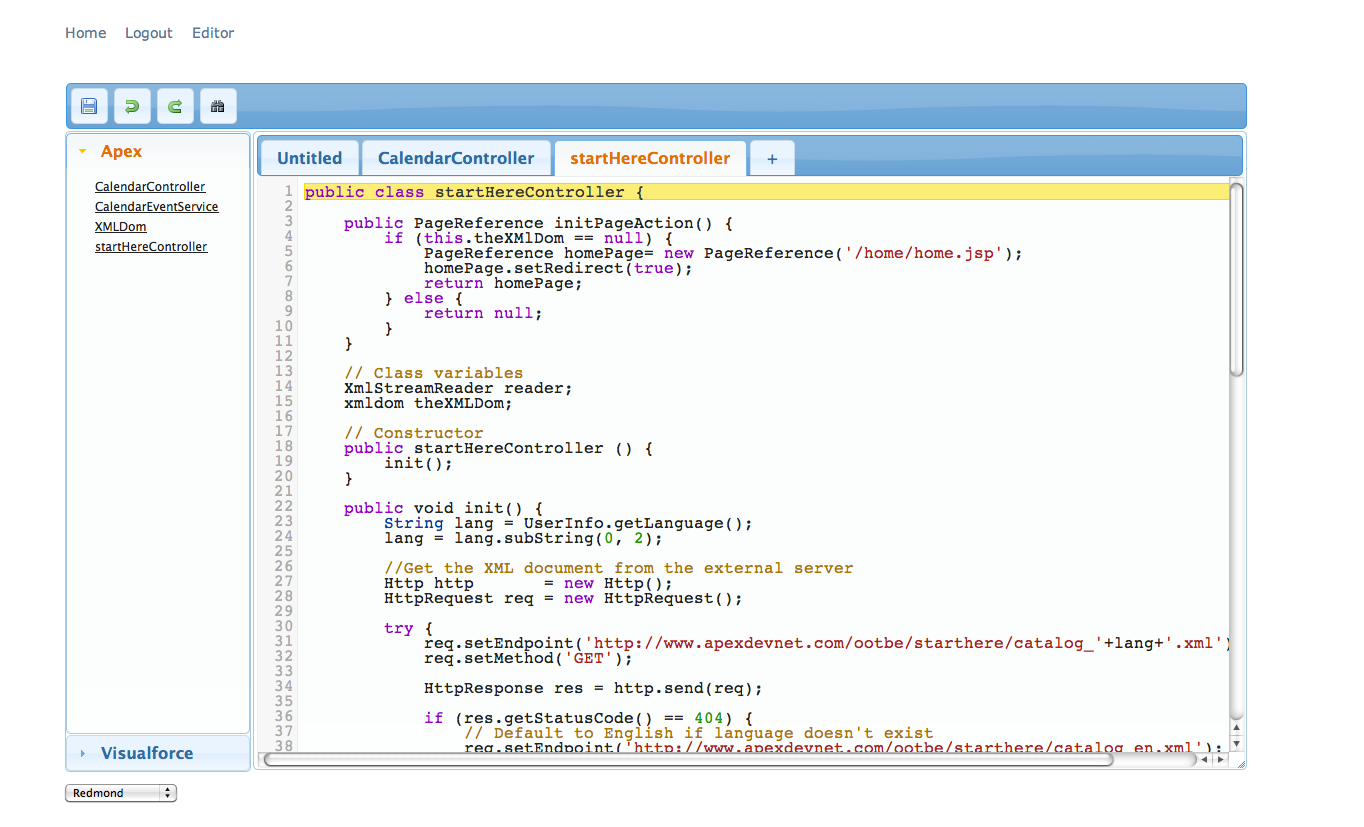 Home Logout Editor
Apex
CalendarController
CalendarEventService
XMLDom
startHereController
Visualforce
Redmond
Untitled CalendarController startHereController +
1 public class startHereController {
2
3     public PageReference initPageAction() {
4         if (this.theXMlDom == null) {
5             PageReference homePage= new PageReference('/home/home.jsp');
6             homePage.setRedirect(true);
7             return homePage;
8         } else {
9             return null;
10         }
11     }
12
13     // Class variables
14     XmlStreamReader reader;
15     xmldom theXMLDom;
16
17     // Constructor
18     public startHereController () {
19         init();
20     }
21
22     public void init() {
23         String lang = UserInfo.getLanguage();
24         lang = lang.subString(0, 2);
25
26         //Get the XML document from the external server
27         Http http       = new Http();
28         HttpRequest req = new HttpRequest();
29
30         try {
31             req.setEndpoint('http://www.apexdevnet.com/ootbe/starthere/catalog_'+lang+'.xml')
32             req.setMethod('GET');
33
34             HttpResponse res = http.send(req);
35
36             if (res.getStatusCode() == 404) {
37                 // Default to English if language doesn't exist
38                 req.setEndpoint('http://www.apexdevnet.com/ootbe/starthere/catalog_en.xml');